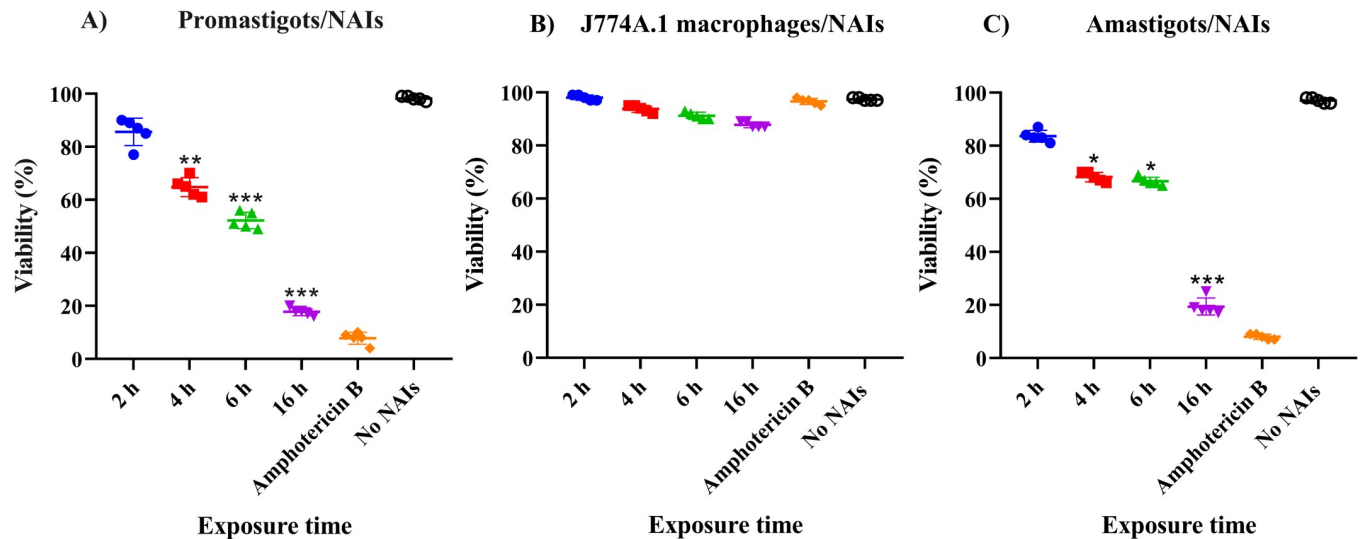 A) Promastigots/NAIs
Viability (%)
100
80
60
40
20
0
**
***
***
2 h
4 h
6 h
16 h
Amphotericin B
No NAIs
Exposure time
B) J774A.1 macrophages/NAIs
Viability (%)
100
80
60
40
20
0
2 h
4 h
6 h
16 h
Amphotericin B
No NAIs
Exposure time
C) Amastigots/NAIs
Viability (%)
100
80
60
40
20
0
*
*
***
2 h
4 h
6 h
16 h
Amphotericin B
No NAIs
Exposure time